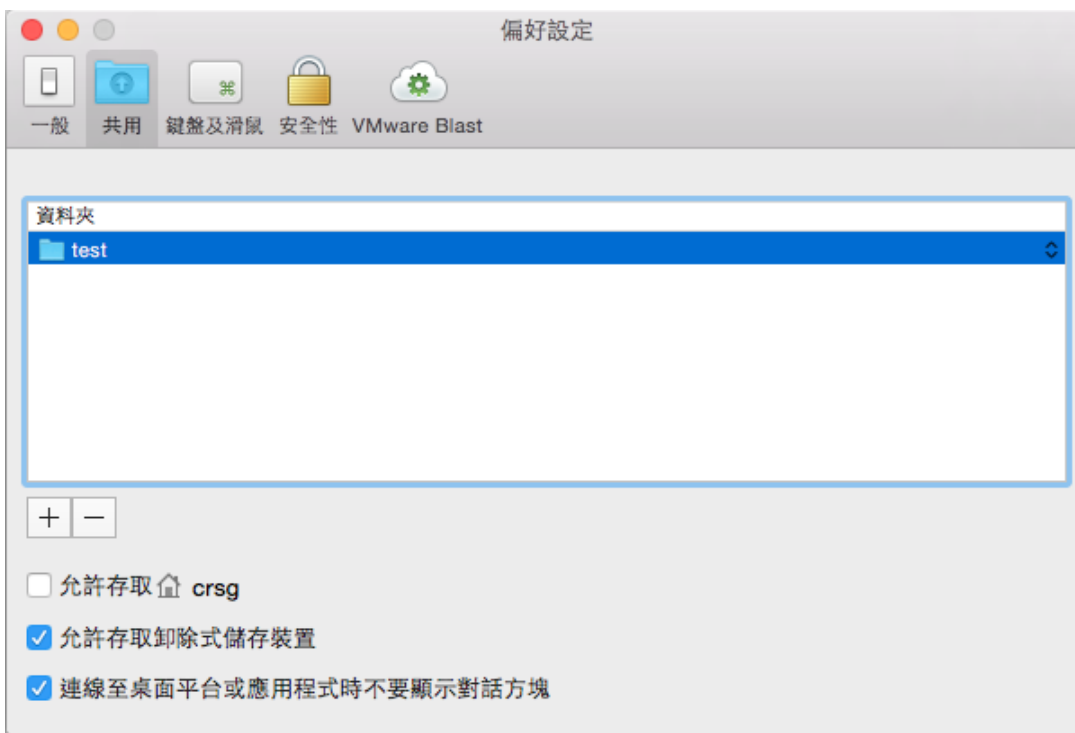 偏好設定
一般 共用 鍵盤及滑鼠 安全性 VMware Blast
資料夾
test
允許存取 crsg
允許存取卸除式儲存裝置
連線至桌面平台或應用程式時不要顯示對話方塊